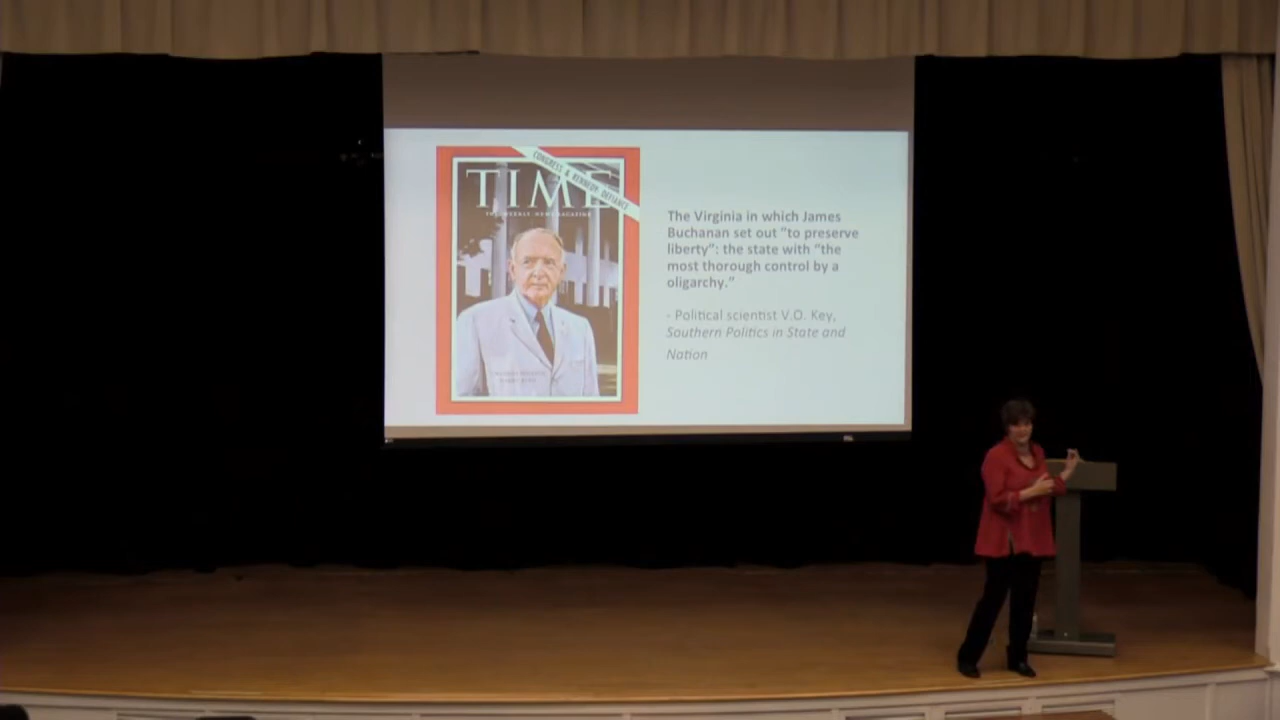 CONGRESS & KENNEDY: DEFIANCE
TIME
THE WEEKLY NEWSMAGAZINE
The Virginia in which James
Buchanan set out "to preserve
liberty": the state with "the
most thorough control by a
oligarchy."
- Political scientist V.O. Key,
Southern Politics in State and
Nation